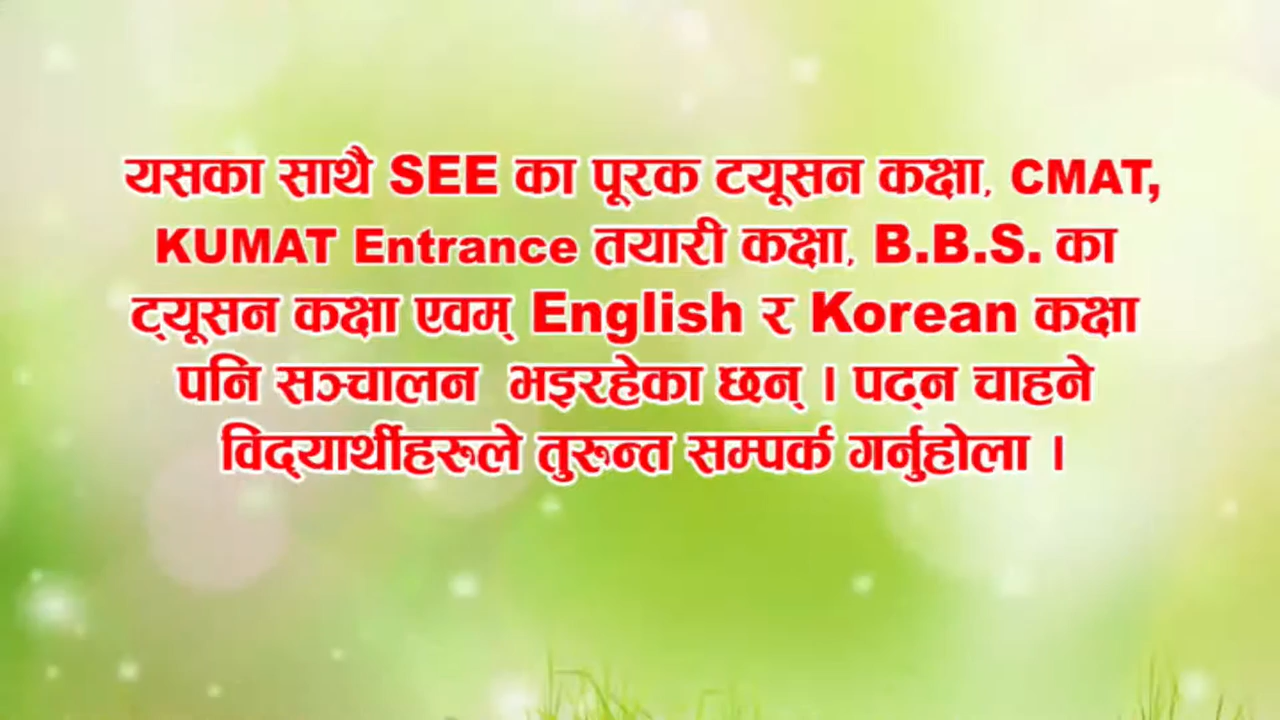 यसका साथै SEE का पूरक टयूसन कक्षा, CMAT,
KUMAT Entrance तयारी कक्षा, B.B.S. का
ट्यूसन कक्षा एवम् English र Korean कक्षा
पनि सञ्चालन भइरहेका छन् । पढ्न चाहने
विद्यार्थीहरूले तुरुन्त सम्पर्क गर्नुहोला ।